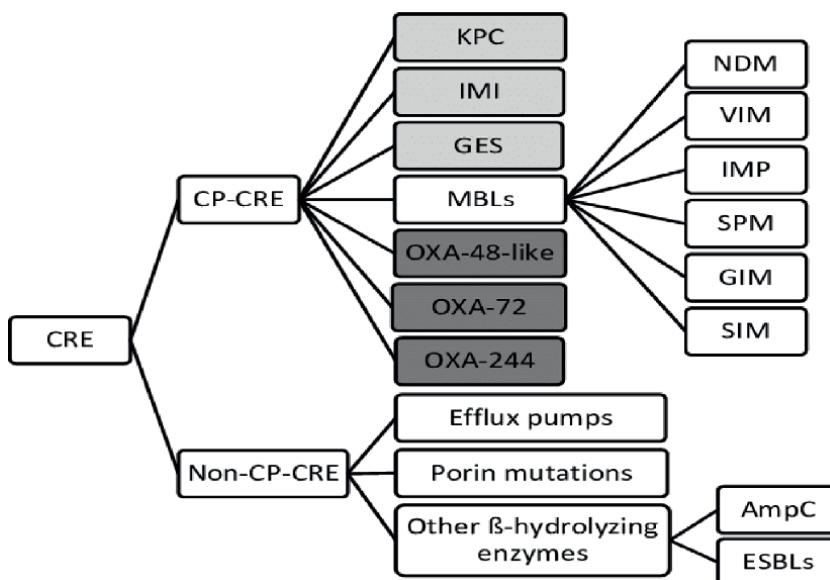 KPC
NDM
IMI
VIM
GES
IMP
CP-CRE
MBLs
SPM
OXA-48-like
GIM
OXA-72
SIM
CRE
OXA-244
Efflux pumps
Non-CP-CRE
Porin mutations
AmpC
Other ß-hydrolyzing
enzymes
ESBLs